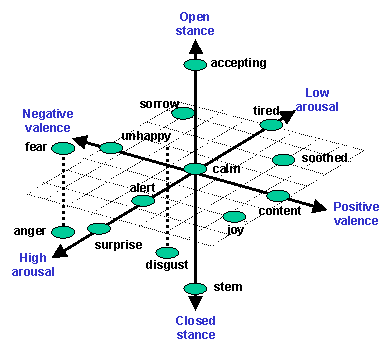 Open
stance
accepting
Low
arousal
sorrow
tired
Negative
valence
unhappy
fear
soothed
calm
alert
content
Positive
valence
anger
surprise
joy
High
arousal
disgust
stern
Closed
stance